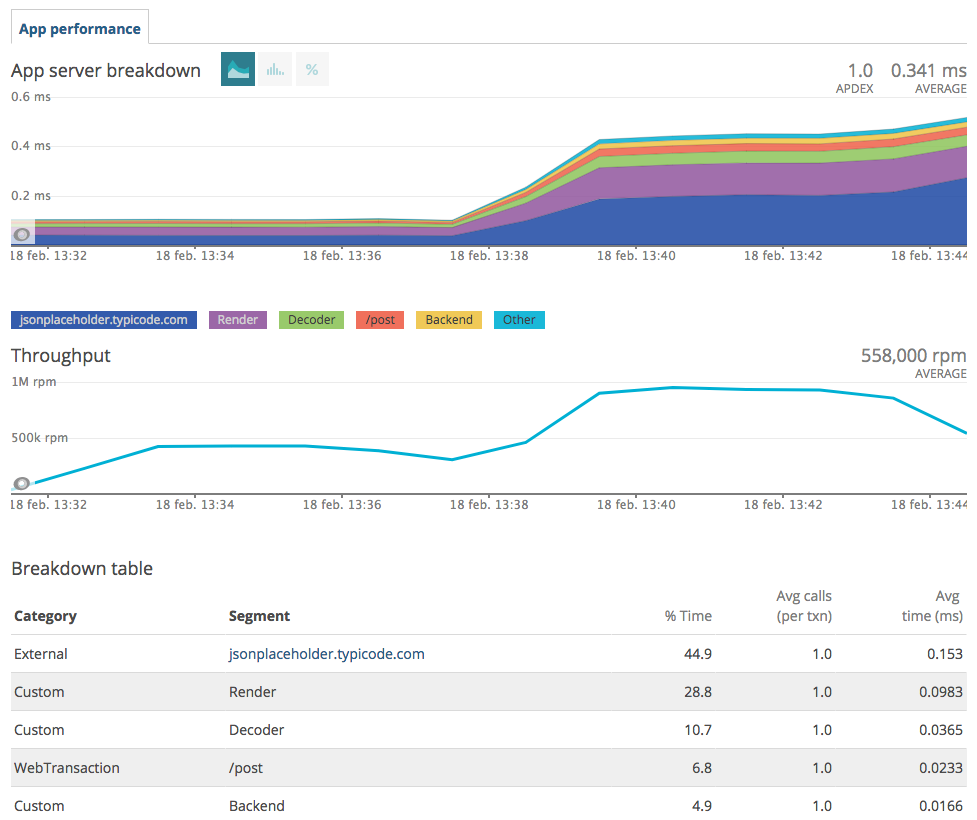 App performance
App server breakdown
%
1.0 0.341 ms
APDEX AVERAGE
0.6 ms
0.4 ms
0.2 ms
18 feb. 13:32 18 feb. 13:34 18 feb. 13:36 18 feb. 13:38 18 feb. 13:40 18 feb. 13:42 18 feb. 13:44
jsonplaceholder.typicode.com Render Decoder /post Backend Other
Throughput
558,000 rpm
AVERAGE
1M rpm
500k rpm
18 feb. 13:32 18 feb. 13:34 18 feb. 13:36 18 feb. 13:38 18 feb. 13:40 18 feb. 13:42 18 feb. 13:44
Breakdown table
Category Segment % Time Avg calls (per txn) Avg time (ms)
External jsonplaceholder.typicode.com 44.9 1.0 0.153
Custom Render 28.8 1.0 0.0983
Custom Decoder 10.7 1.0 0.0365
WebTransaction /post 6.8 1.0 0.0233
Custom Backend 4.9 1.0 0.0166